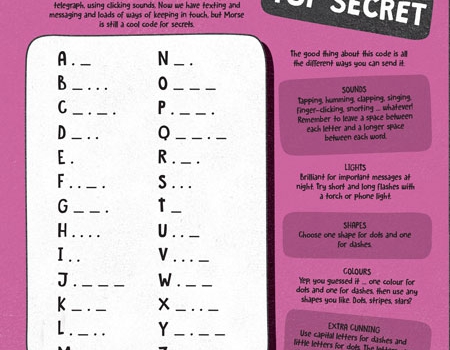 telegraph, using clicking sounds. Now we have texting and
messaging and loads of ways of keeping in touch, but Morse
is still a cool code for secrets.
A . _
B _ . . .
C _ . _ .
D _ . .
E .
F . . _ .
G _ _ .
H . . . .
I . .
J . _ _ _
K _ . _
L . _ . .
N _ .
O _ _ _
P . _ _ .
Q _ _ . _
R . _ .
S . . .
T _
U . . _
V . . . _
W . _ _
X _ . . _
Y _ . _ _
TOP SECRET
The good thing about this code is all
the different ways you can send it.
SOUNDS
Tapping, humming, clapping, singing,
finger-clicking, snorting ... whatever!
Remember to leave a space between
each letter and a longer space
between each word.
LIGHTS
Brilliant for important messages at
night. Try short and long flashes with
a torch or phone light.
SHAPES
Choose one shape for dots and one
for dashes.
COLOURS
Yep, you guessed it ... one colour for
dots and one for dashes, then use any
shapes you like. Dots, stripes, stars?
EXTRA CUNNING
Use capital letters for dashes and
little letters for dots. The letters